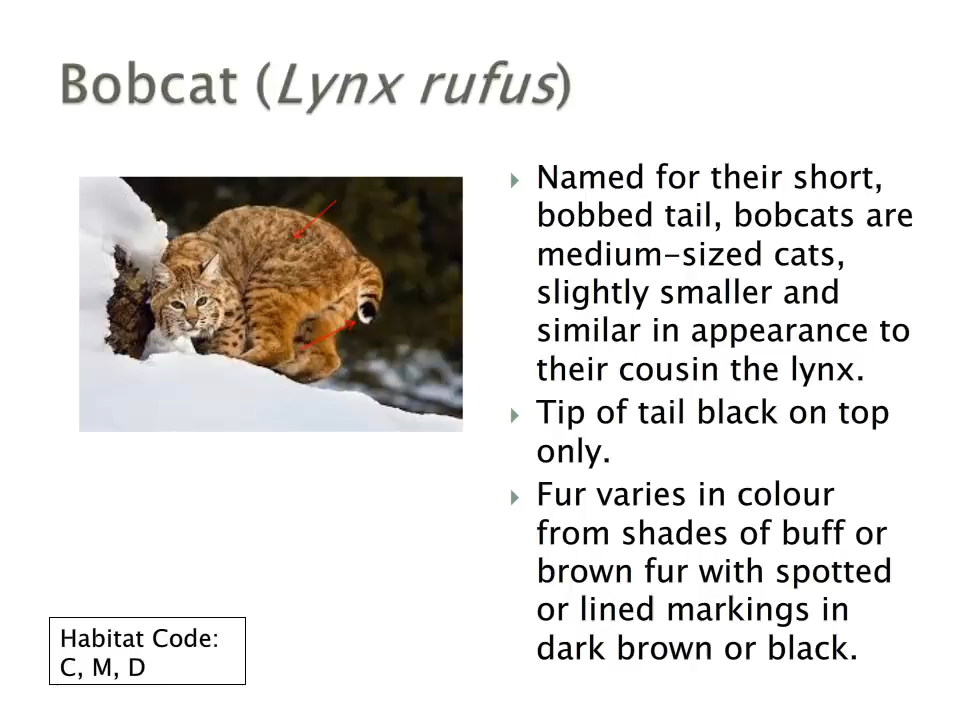 Bobcat (Lynx rufus)
Named for their short,
bobbed tail, bobcats are
medium-sized cats,
slightly smaller and
similar in appearance to
their cousin the lynx.
Tip of tail black on top
only.
Fur varies in colour
from shades of buff or
brown fur with spotted
or lined markings in
dark brown or black.
Habitat Code:
C, M, D